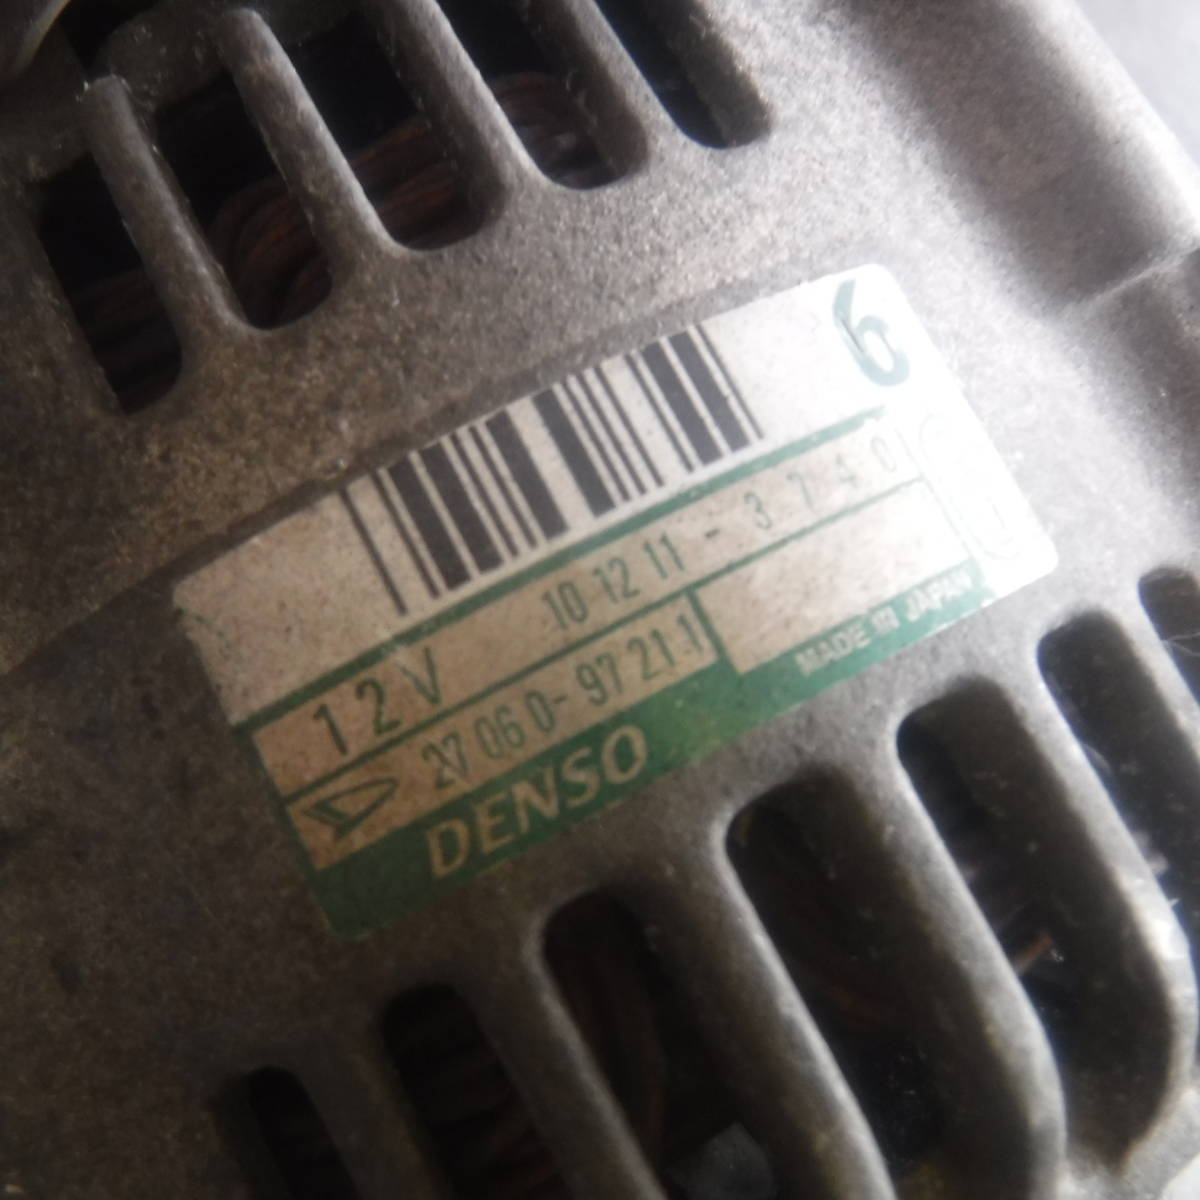 6
12V 101211-3740
27060-97211
MADE IN JAPAN
DENSO